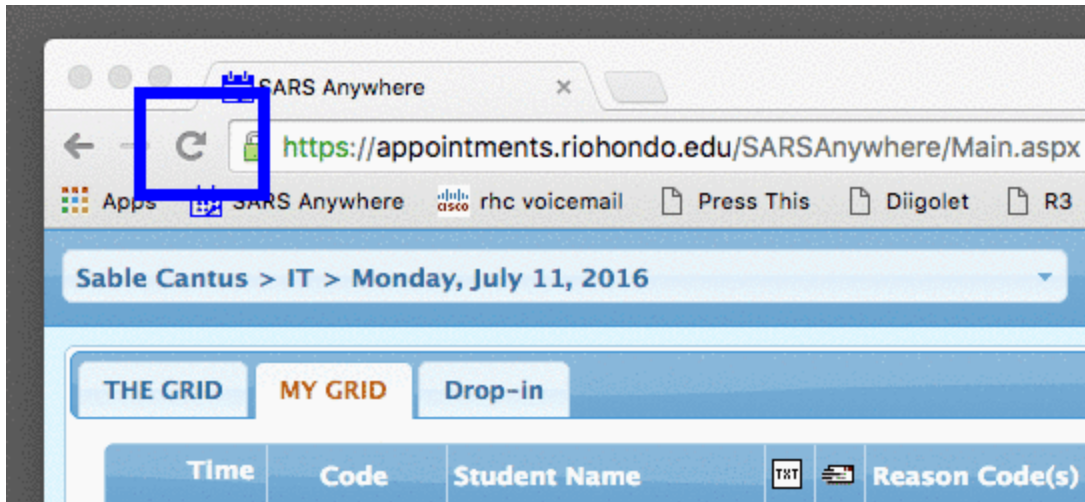 SARS Anywhere
https://appointments.riohondo.edu/SARSAnywhere/Main.aspx
Apps SARS Anywhere cisco rhc voicemail Press This Diigolet R3
Sable Cantus > IT > Monday, July 11, 2016
THE GRID MY GRID Drop-in
Time Code Student Name TXT Reason Code(s)